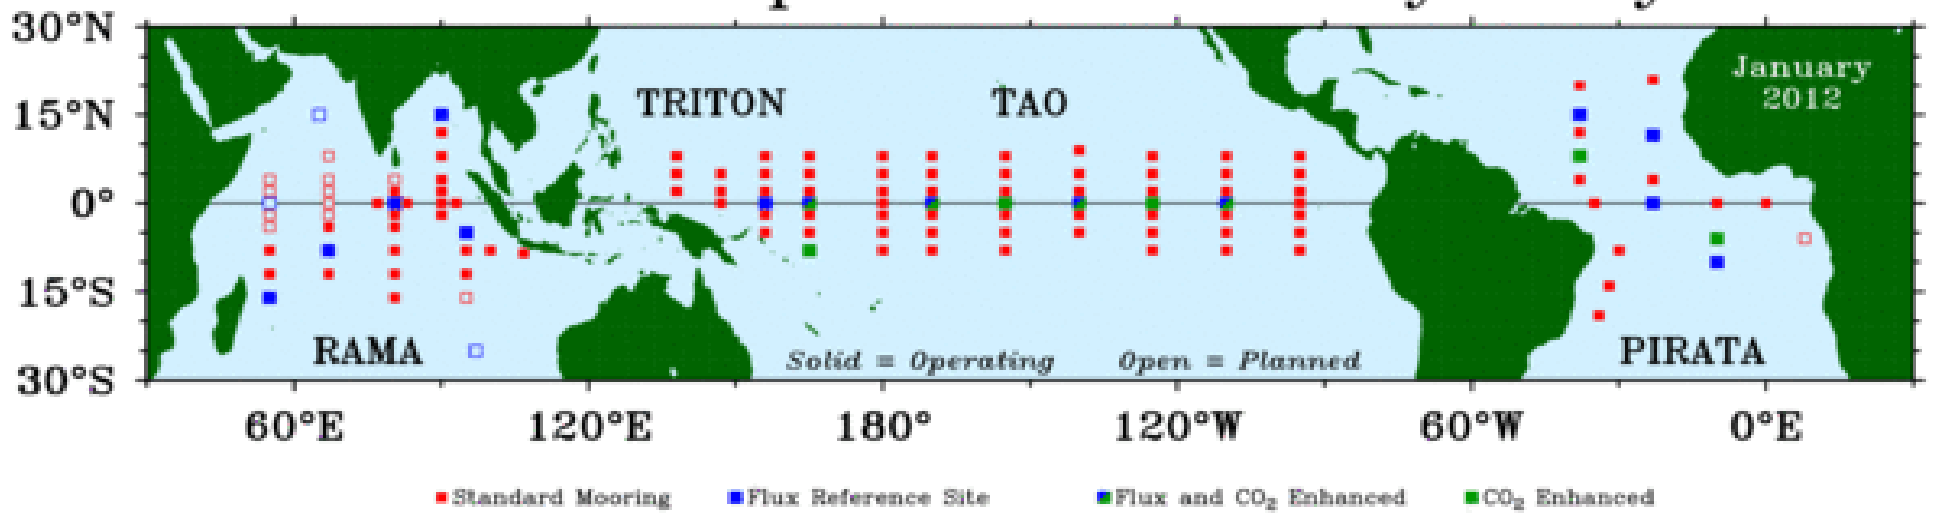 30°N
January
2012
TRITON TAO
15°N
0°
15°S
RAMA PIRATA
Solid = Operating Open = Planned
30°S
60°E 120°E 180° 120°W 60°W 0°E
Standard Mooring Flux Reference Site Flux and CO₂ Enhanced CO₂ Enhanced